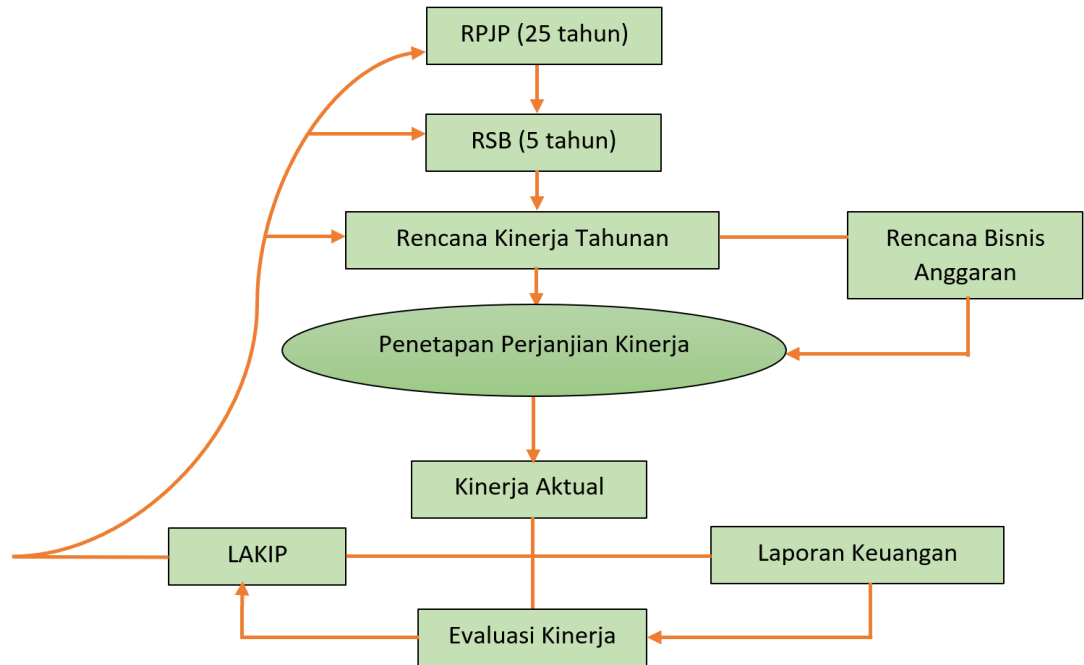 RPJP (25 tahun)
RSB (5 tahun)
Rencana Kinerja Tahunan
Rencana Bisnis
Anggaran
Penetapan Perjanjian Kinerja
Kinerja Aktual
LAKIP
Laporan Keuangan
Evaluasi Kinerja